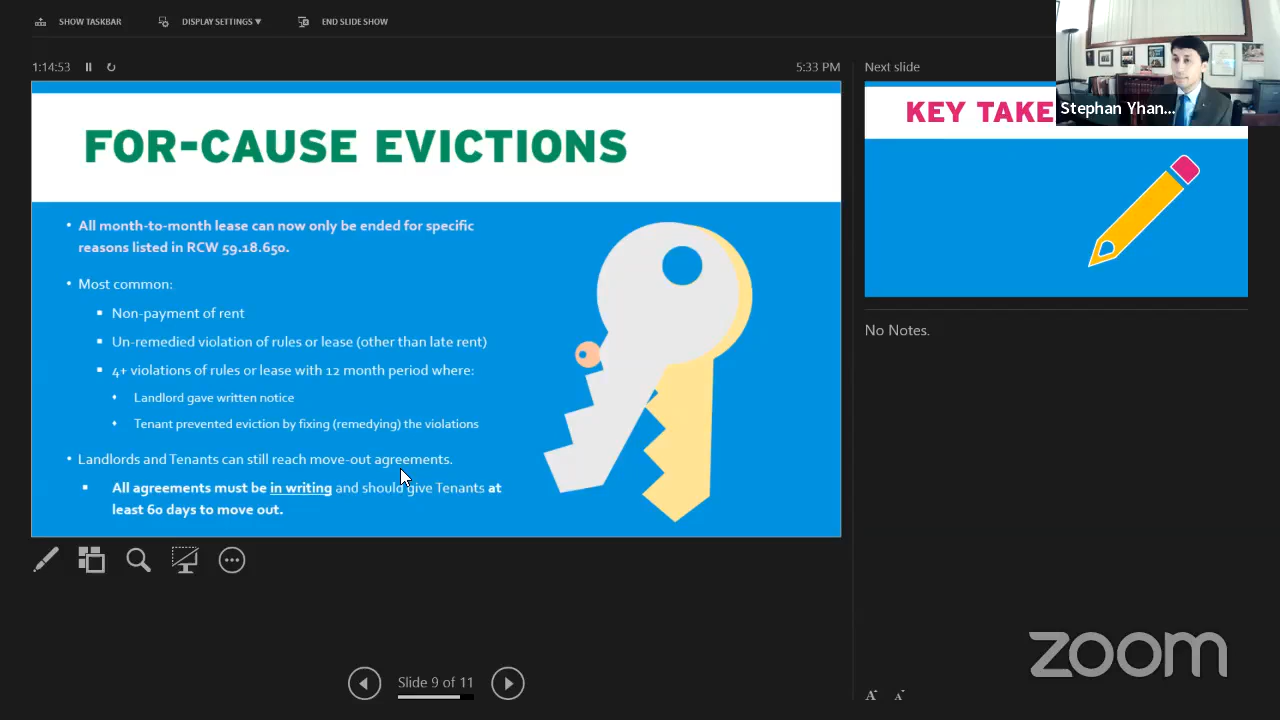 SHOW TASKBAR DISPLAY SETTINGS ▼ END SLIDE SHOW
1:14:53 5:33 PM
FOR-CAUSE EVICTIONS
• All month-to-month lease can now only be ended for specific
reasons listed in RCW 59.18.650.
• Most common:
▪ Non-payment of rent
▪ Un-remedied violation of rules or lease (other than late rent)
▪ 4+ violations of rules or lease with 12 month period where:
• Landlord gave written notice
• Tenant prevented eviction by fixing (remedying) the violations
• Landlords and Tenants can still reach move-out agreements.
▪ All agreements must be in writing and should give Tenants at
least 60 days to move out.
Slide 9 of 11
Next slide
KEY TAKE
Stephan Yhan...
No Notes.
zoom
A A